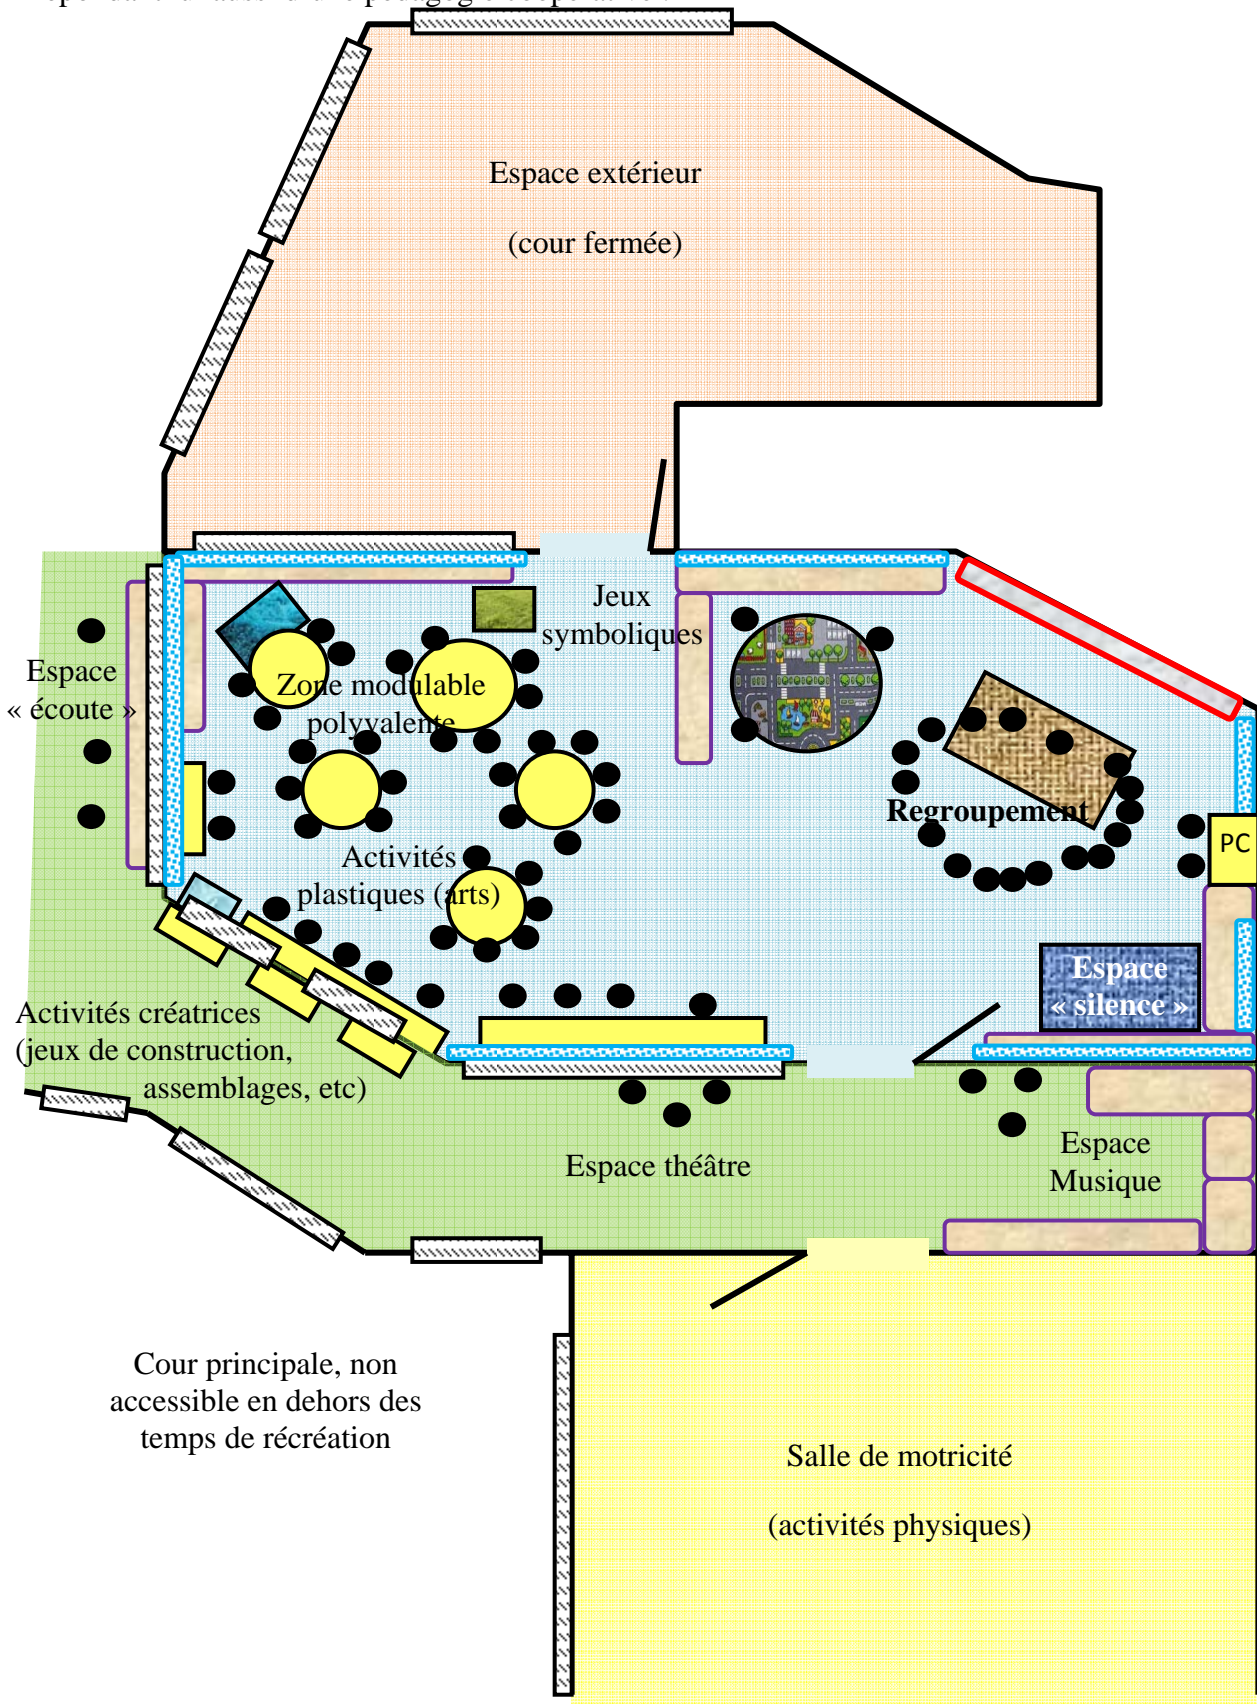 Espace extérieur
(cour fermée)
Jeux
symboliques
Espace
« écoute »
Zone modulable
polyvalente
Regroupement
PC
Activités
plastiques (arts)
Espace
« silence »
Activités créatrices
(jeux de construction,
assemblages, etc)
Espace théâtre
Espace
Musique
Cour principale, non
accessible en dehors des
temps de récréation
Salle de motricité
(activités physiques)